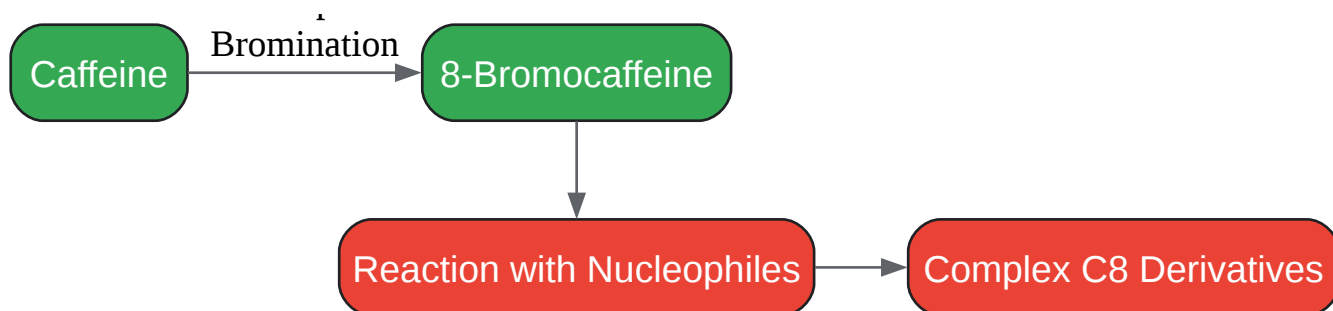 Bromination
Caffeine
8-Bromocaffeine
Reaction with Nucleophiles
Complex C8 Derivatives